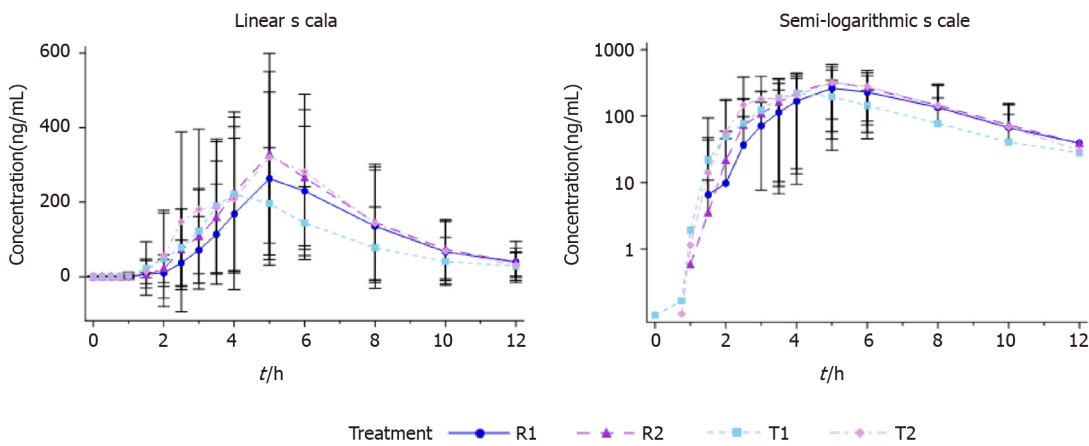 Linear s cala
Semi-logarithmic s cale
600
400
200
0
Concentration(ng/mL)
0 2 4 6 8 10 12
t/h
1000
100
10
1
Concentration(ng/mL)
0 2 4 6 8 10 12
t/h
Treatment R1 R2 T1 T2